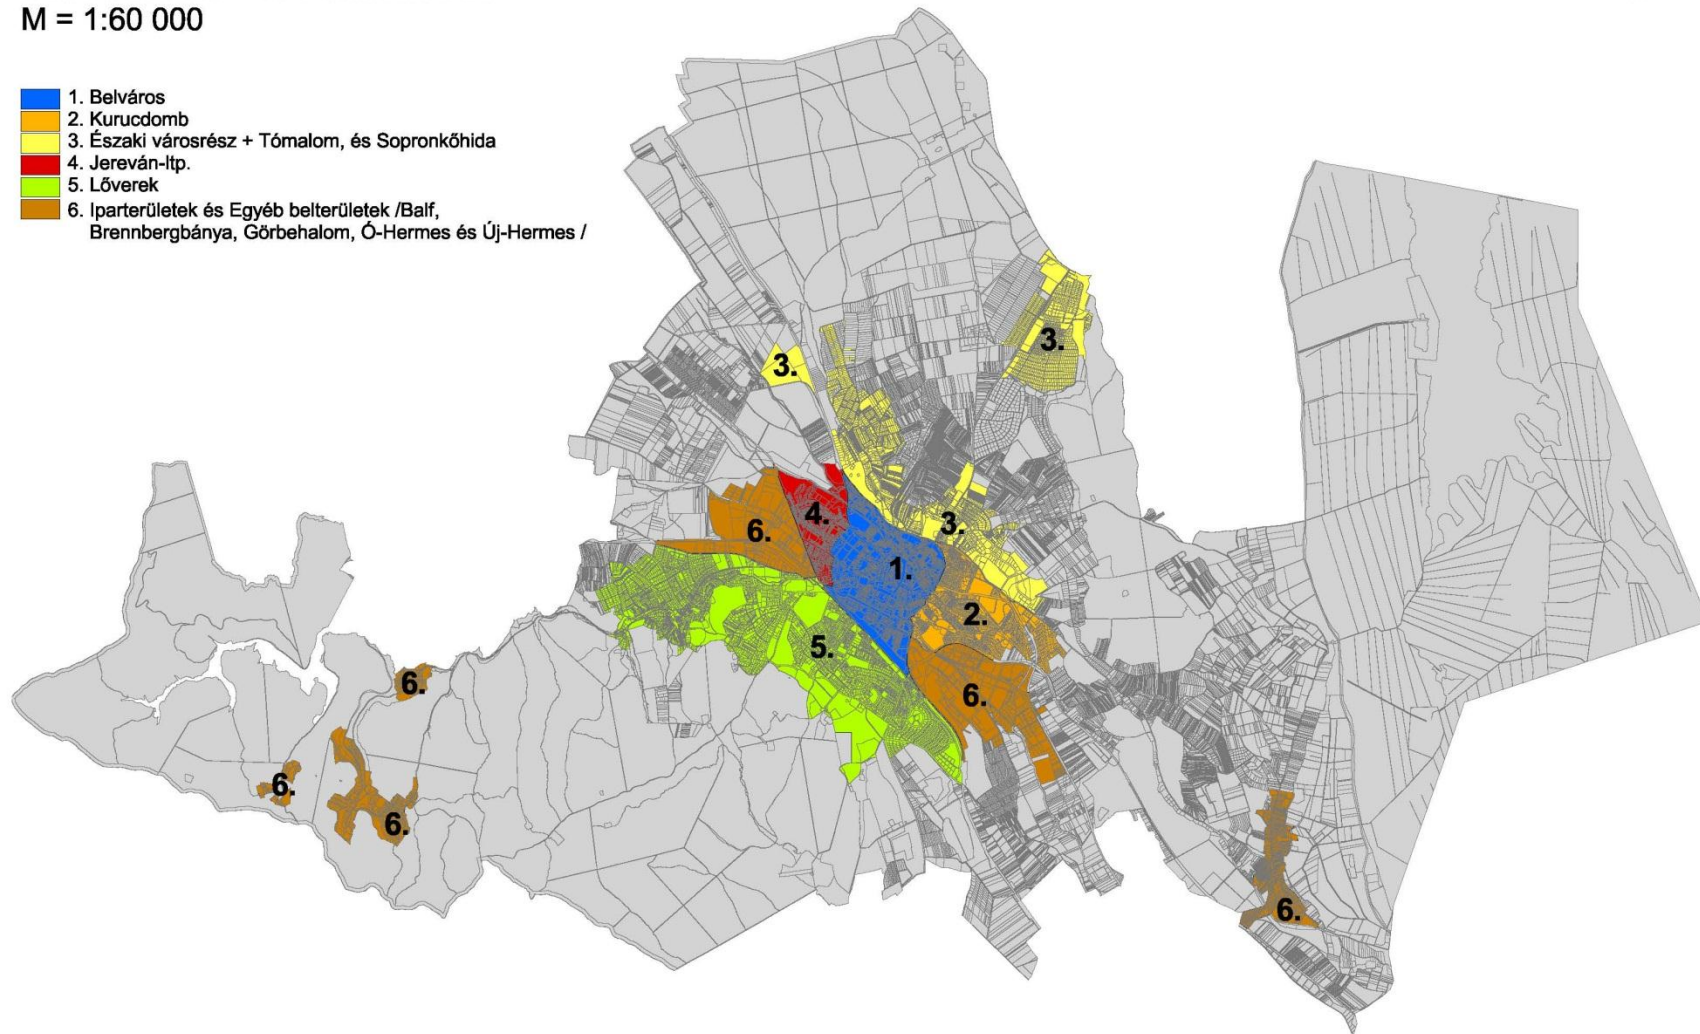 M = 1:60 000
1. Belváros
2. Kurucdomb
3. Északi városrész + Tómalom, és Sopronkőhida
4. Jereván-ltp.
5. Lőverek
6. Iparterületek és Egyéb belterületek /Balf,
Brennbergbánya, Görbehalom, Ó-Hermes és Új-Hermes /
3.
3.
4.
6.
3.
1.
2.
5.
6.
6.
6.
6.
6.